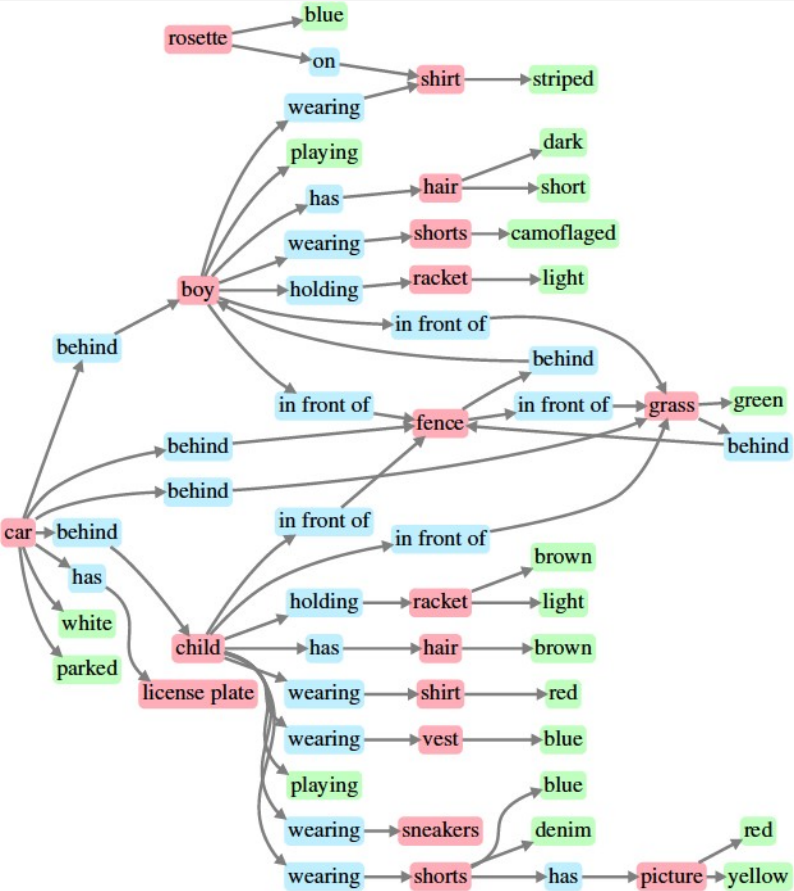 blue
rosette
on
shirt
striped
wearing
dark
playing
hair
short
has
wearing
shorts
camoflaged
boy
holding
racket
light
in front of
behind
behind
in front of
fence
in front of
grass
green
behind
behind
behind
in front of
car
behind
in front of
has
brown
white
holding
racket
light
child
has
hair
brown
parked
license plate
wearing
shirt
red
wearing
vest
blue
playing
blue
wearing
sneakers
denim
red
wearing
shorts
has
picture
yellow